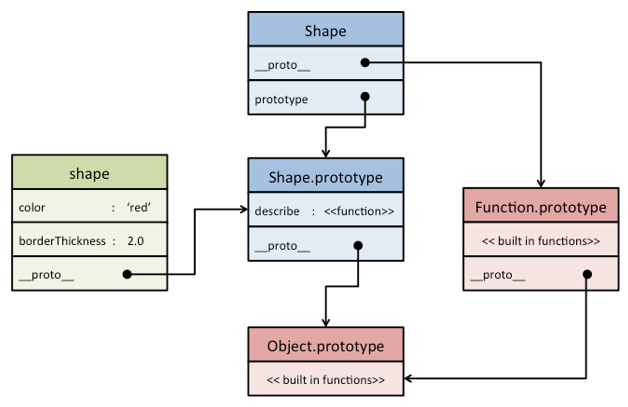 Shape
__proto__
prototype
shape
color : ‘red’
borderThickness : 2.0
__proto__
Shape.prototype
describe : <<function>>
__proto__
Function.prototype
<< built in functions>>
__proto__
Object.prototype
<< built in functions>>